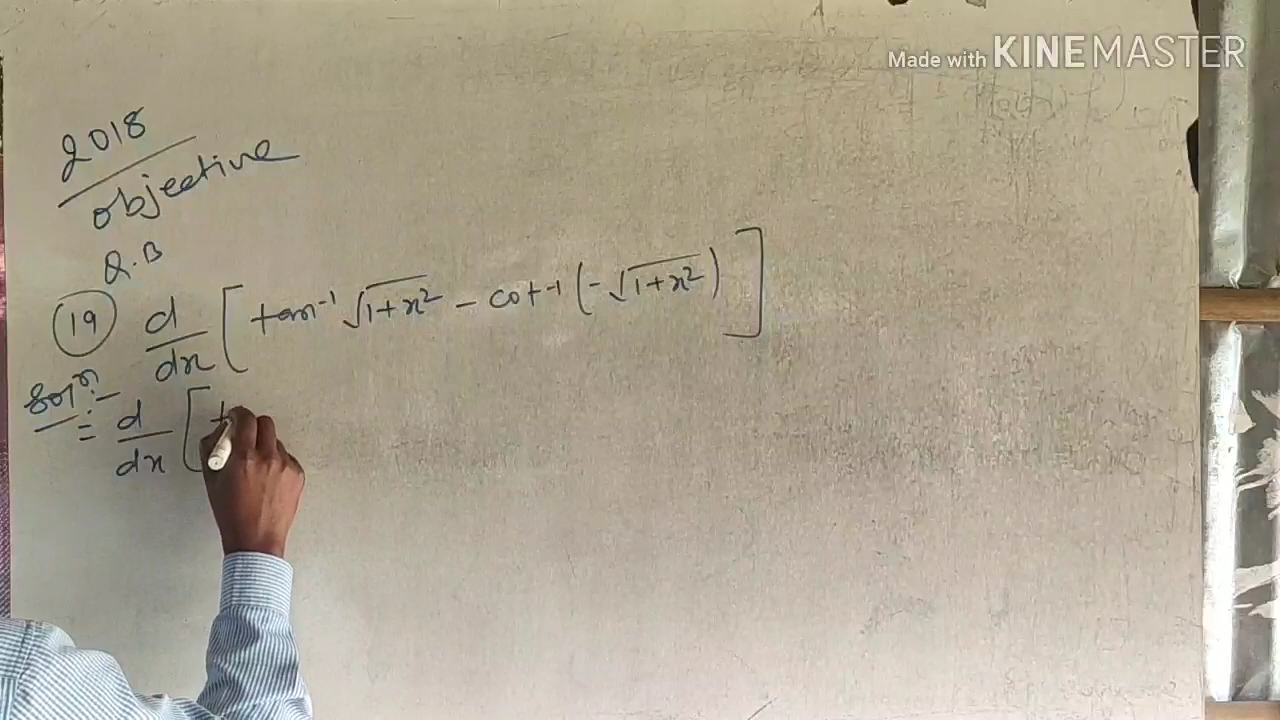 Made with KINEMASTER
2018
objective
Q.B
19 d/dx [ tan⁻¹ √1+x² - cot-1 (-√1+x²) ]
Solⁿ:-
= d/dx [ t